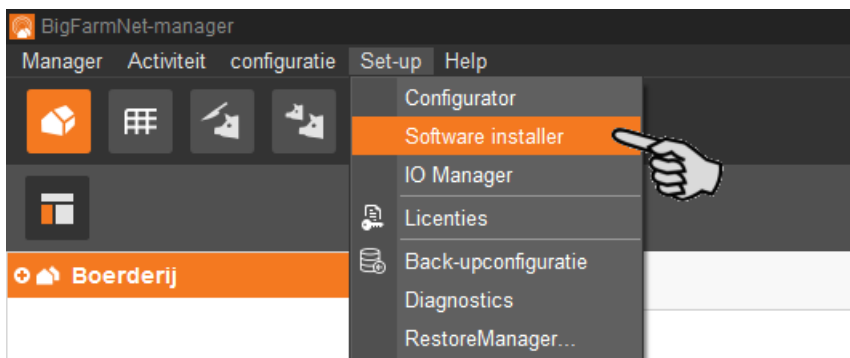 BigFarmNet-manager
Manager Activiteit configuratie Set-up Help
Configurator
Software installer
IO Manager
Licenties
Boerderij
Back-upconfiguratie
Diagnostics
RestoreManager...